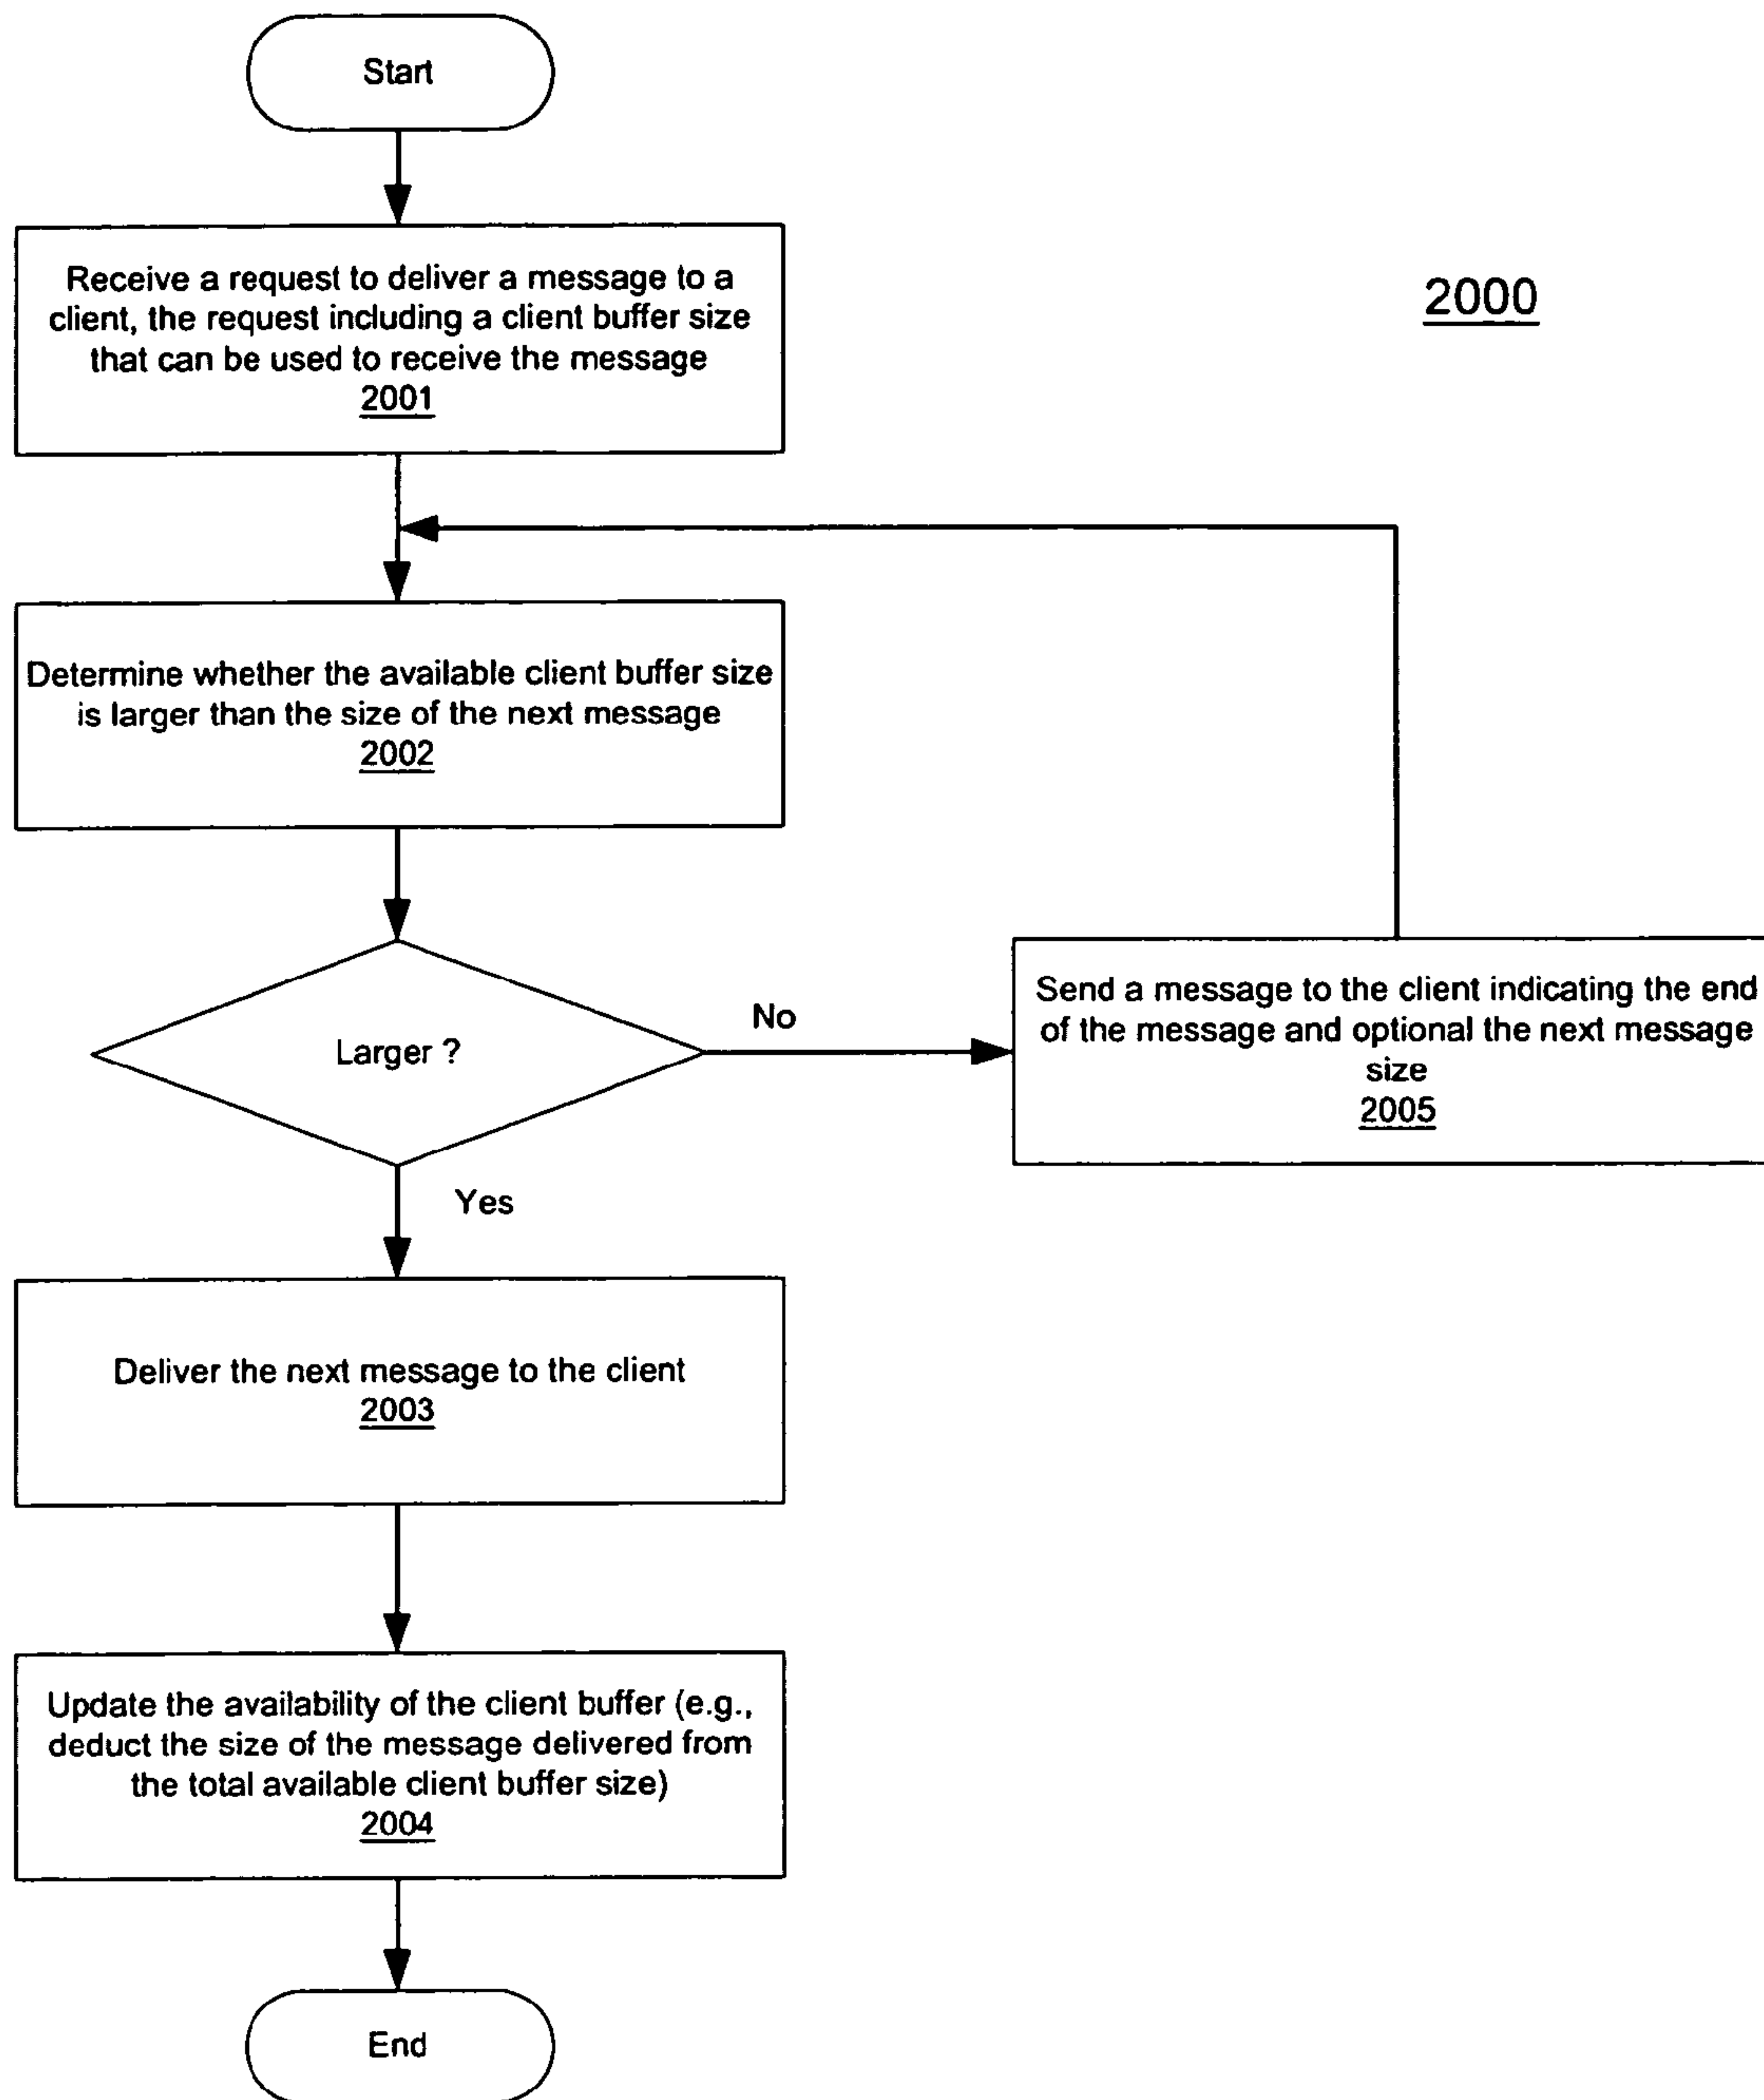 Start
Receive a request to deliver a message to a
client, the request including a client buffer size
that can be used to receive the message
2001
2000
Determine whether the available client buffer size
is larger than the size of the next message
2002
Larger ?
No
Send a message to the client indicating the end
of the message and optional the next message
size
2005
Yes
Deliver the next message to the client
2003
Update the availability of the client buffer (e.g.,
deduct the size of the message delivered from
the total available client buffer size)
2004
End